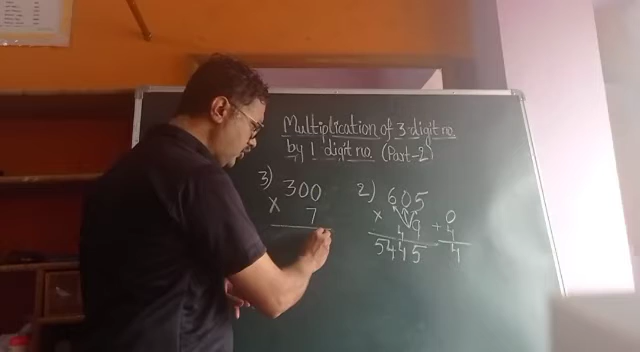 Multiplication of 3-digit no.
by 1 digit no. (Part-2)
3) 300
x 7
2) 605
x 4 9
5445
0
+ 4
4